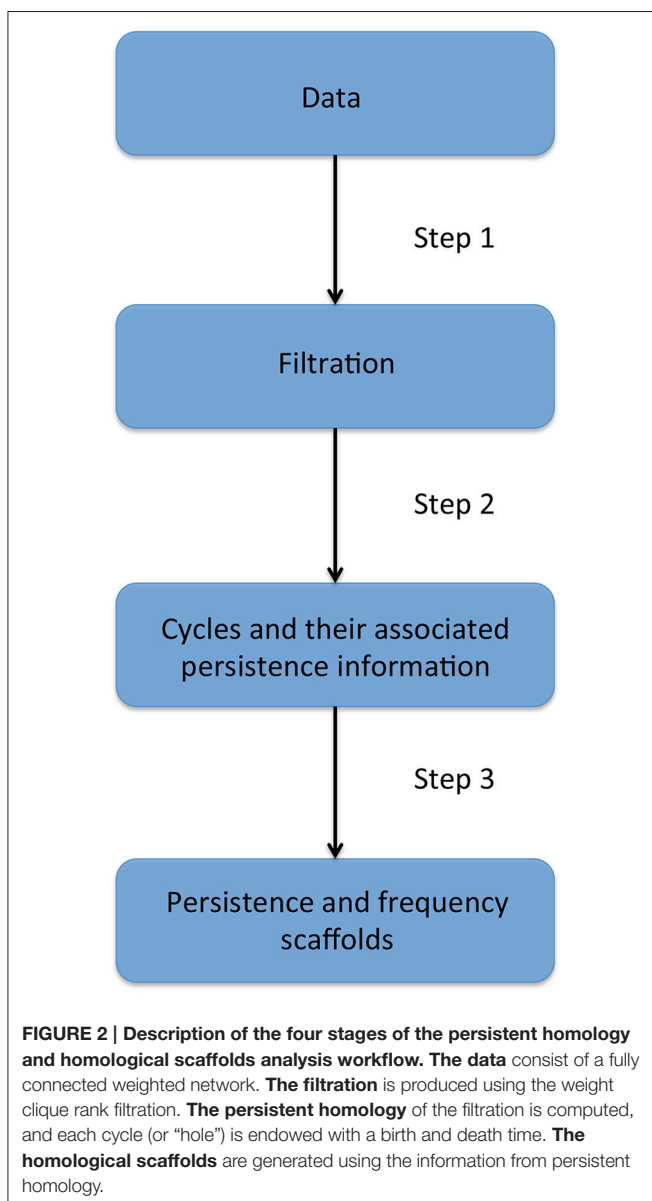 Data
Step 1
Filtration
Step 2
Cycles and their associated
persistence information
Step 3
Persistence and frequency
scaffolds
FIGURE 2 | Description of the four stages of the persistent homology
and homological scaffolds analysis workflow. The data consist of a fully
connected weighted network. The filtration is produced using the weight
clique rank filtration. The persistent homology of the filtration is computed,
and each cycle (or “hole”) is endowed with a birth and death time. The
homological scaffolds are generated using the information from persistent
homology.